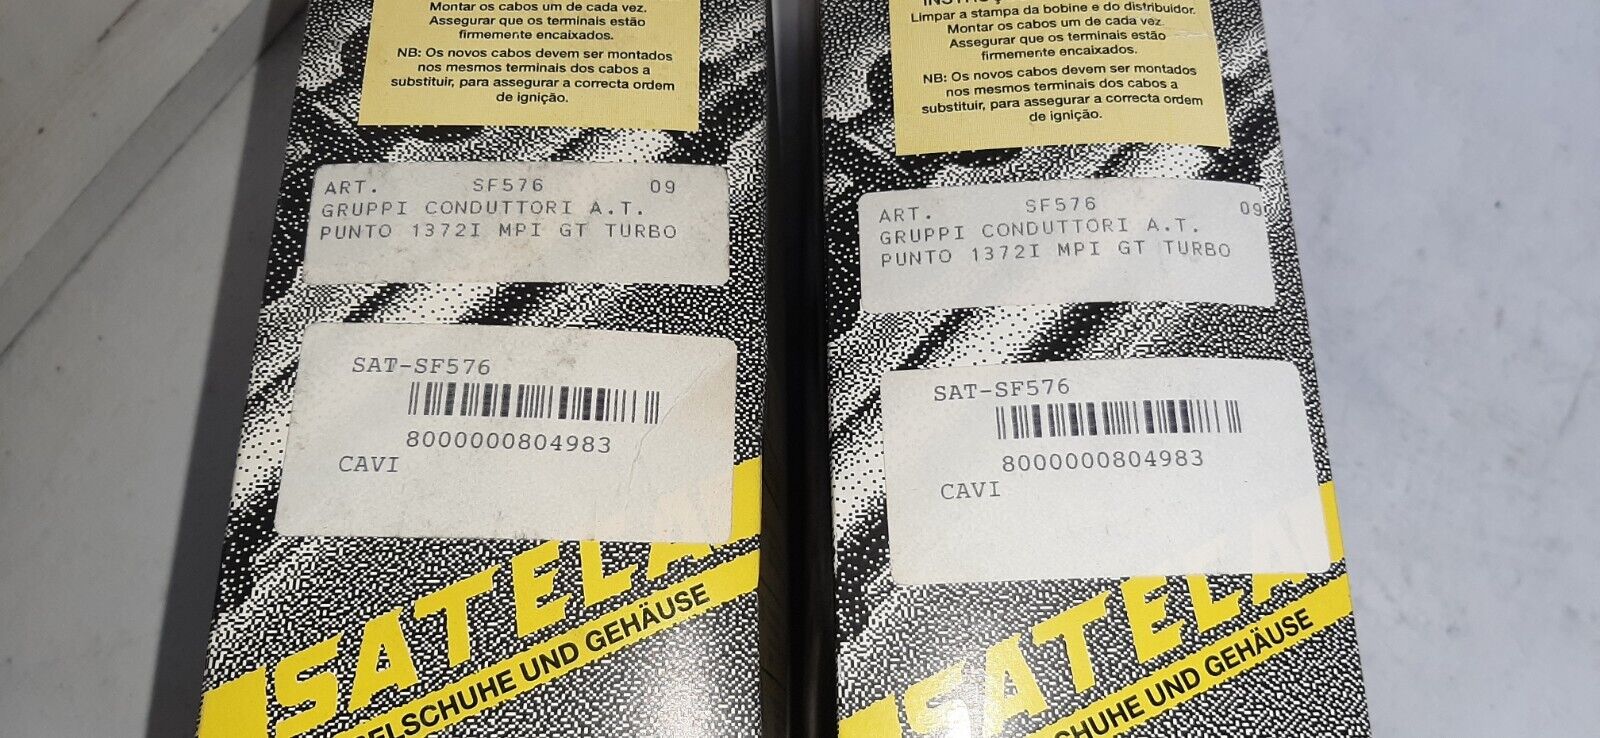 Montar os cabos um de cada vez.
Assegurar que os terminais estão
firmemente encaixados.
NB: Os novos cabos devem ser montados
nos mesmos terminais dos cabos a
substituir, para assegurar a correcta ordem
de ignição.
ART. SF576 09
GRUPPI CONDUTTORI A.T.
PUNTO 1372I MPI GT TURBO
SAT-SF576
8000000804983
CAVI
SATELA
ELSCHUHE UND GEHÄUSE
Limpar a stampa da bobine e do distribuidor.
Montar os cabos um de cada vez.
Assegurar que os terminais estão
firmemente encaixados.
NB: Os novos cabos devem ser montados
nos mesmos terminais dos cabos a
substituir, para assegurar a correcta ordem
de ignição.
ART. SF576 09
GRUPPI CONDUTTORI A.T.
PUNTO 1372I MPI GT TURBO
SAT-SF576
8000000804983
CAVI
SATELA
SCHUHE UND GEHÄUSE